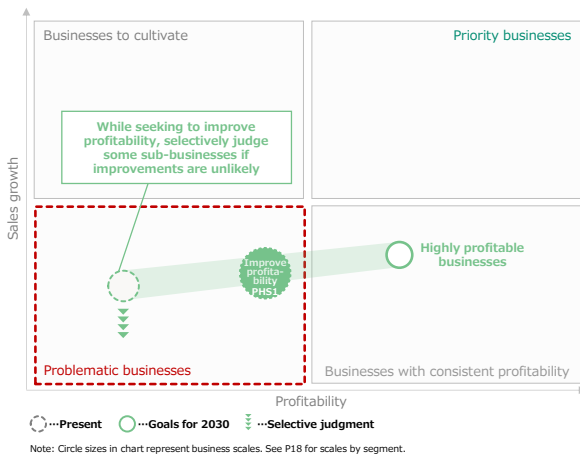 Businesses to cultivate
Priority businesses
While seeking to improve
profitability, selectively judge
some sub-businesses if
improvements are unlikely
Sales growth
Improve
profita-
bility
PHS1
Highly profitable
businesses
Problematic businesses
Businesses with consistent profitability
Profitability
···Present
···Goals for 2030
···Selective judgment
Note: Circle sizes in chart represent business scales. See P18 for scales by segment.